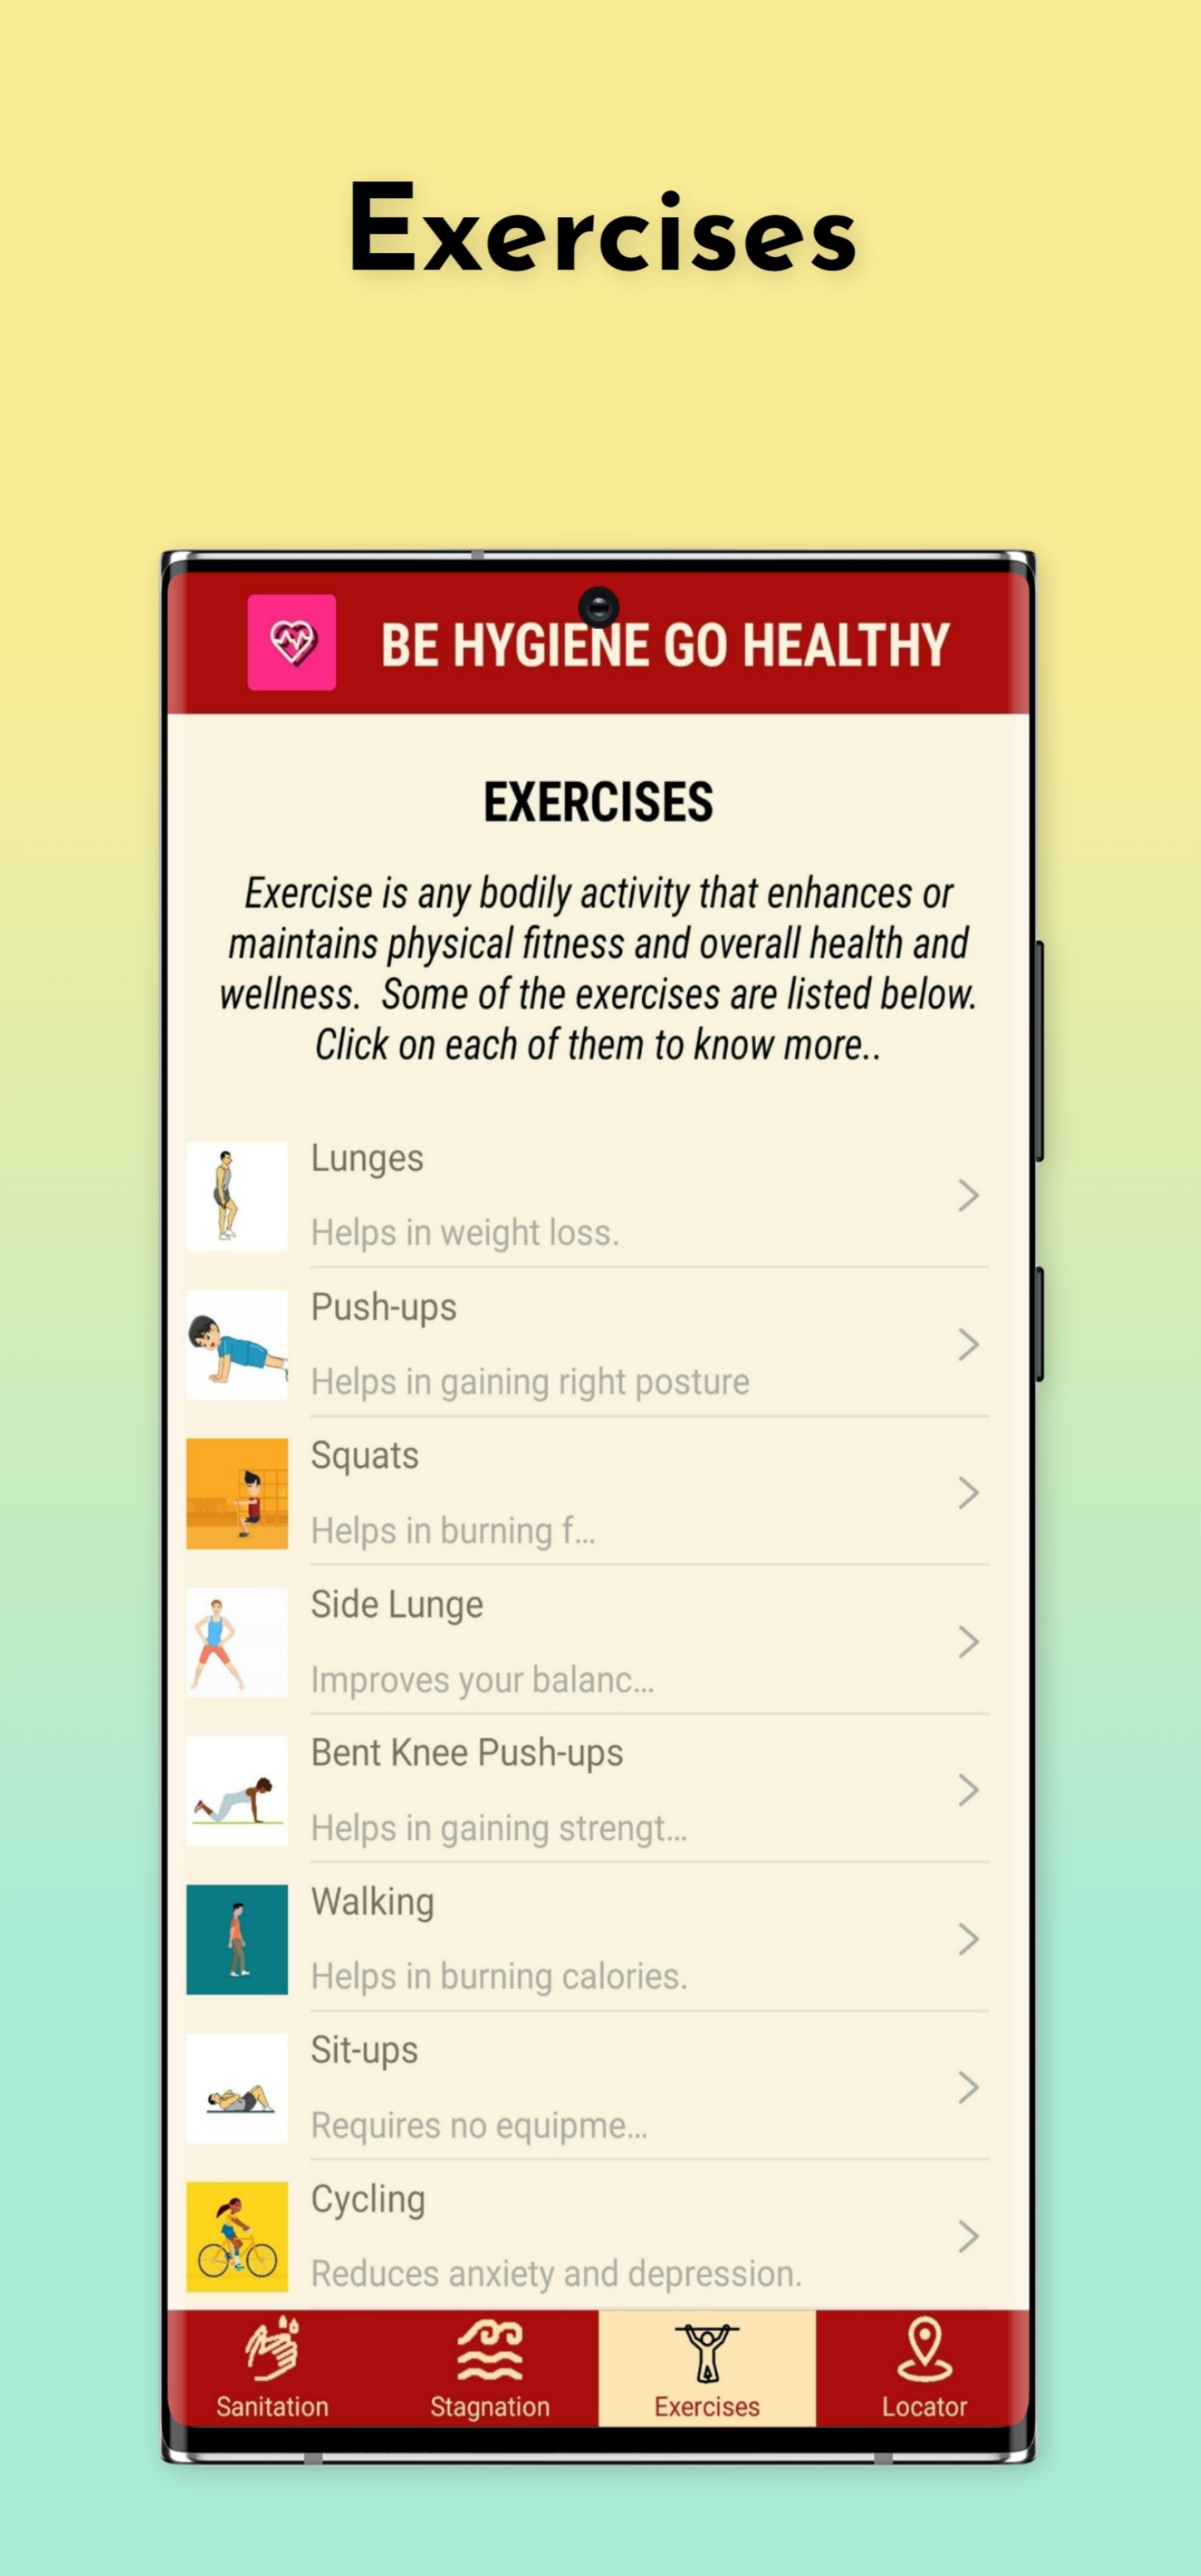 Exercises
BE HYGIENE GO HEALTHY
EXERCISES
Exercise is any bodily activity that enhances or
maintains physical fitness and overall health and
wellness.  Some of the exercises are listed below.
Click on each of them to know more..
Lunges
Helps in weight loss.
Push-ups
Helps in gaining right posture
Squats
Helps in burning f...
Side Lunge
Improves your balanc...
Bent Knee Push-ups
Helps in gaining strengt...
Walking
Helps in burning calories.
Sit-ups
Requires no equipme...
Cycling
Reduces anxiety and depression.
Sanitation
Stagnation
Exercises
Locator